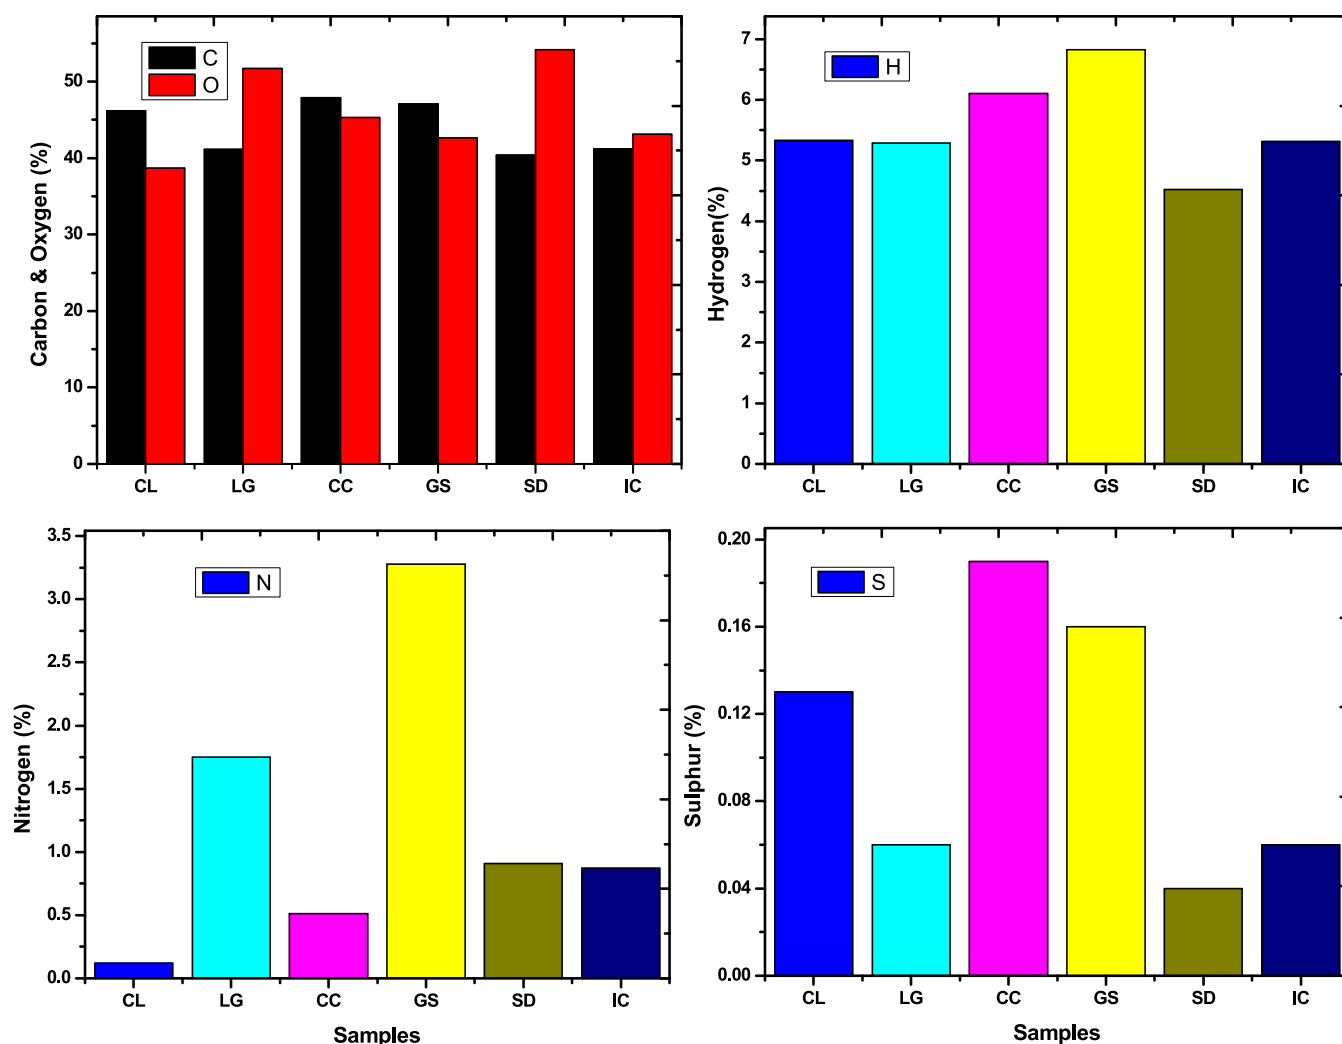 C
O
Carbon & Oxygen (%)
50
40
30
20
10
0
CL LG CC GS SD IC
H
Hydrogen(%)
7
6
5
4
3
2
1
0
CL LG CC GS SD IC
N
Nitrogen (%)
3.5
3.0
2.5
2.0
1.5
1.0
0.5
0.0
CL LG CC GS SD IC
Samples
S
Sulphur (%)
0.20
0.16
0.12
0.08
0.04
0.00
CL LG CC GS SD IC
Samples